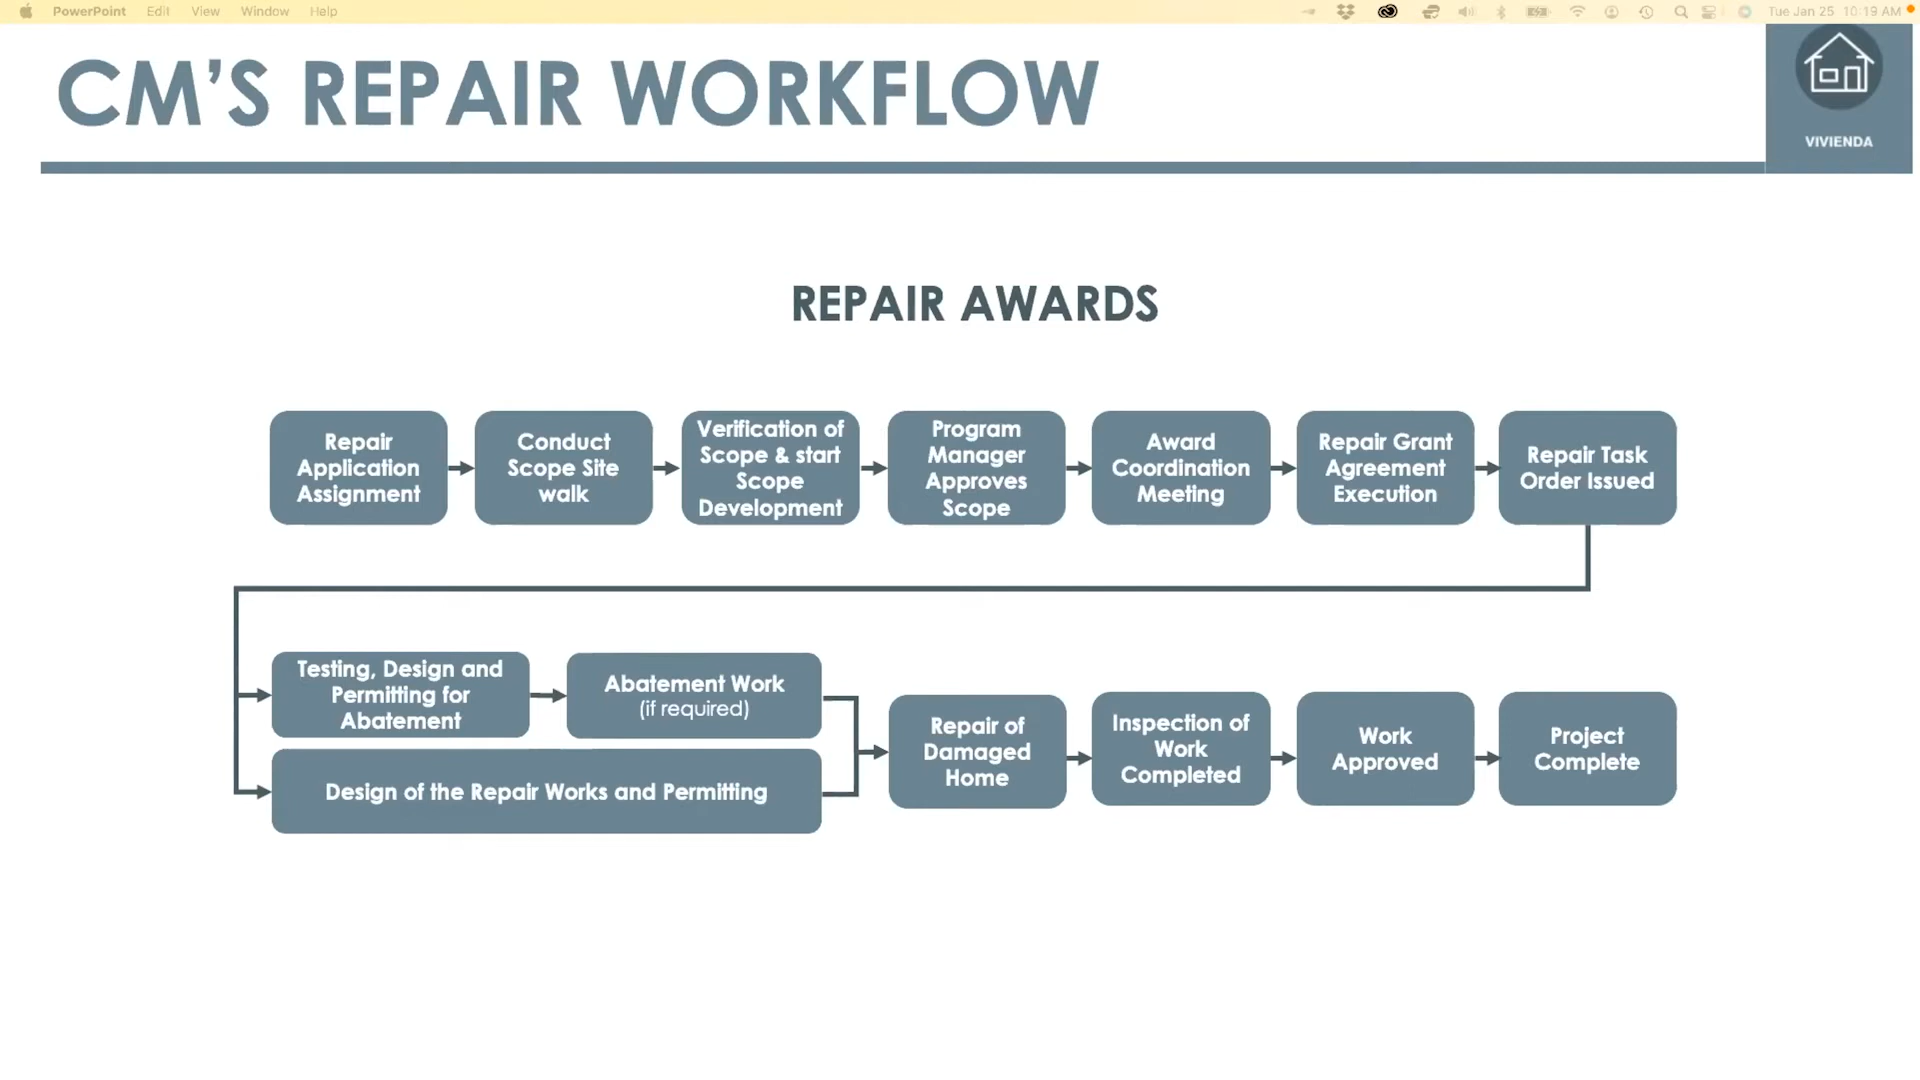 PowerPoint Edit View Window Help
Tue Jan 25 10:19 AM
CM'S REPAIR WORKFLOW
VIVIENDA
REPAIR AWARDS
Repair
Application
Assignment
Conduct
Scope Site
walk
Verification of
Scope & start
Scope
Development
Program
Manager
Approves
Scope
Award
Coordination
Meeting
Repair Grant
Agreement
Execution
Repair Task
Order Issued
Testing, Design and
Permitting for
Abatement
Abatement Work
(if required)
Design of the Repair Works and Permitting
Repair of
Damaged
Home
Inspection of
Work
Completed
Work
Approved
Project
Complete